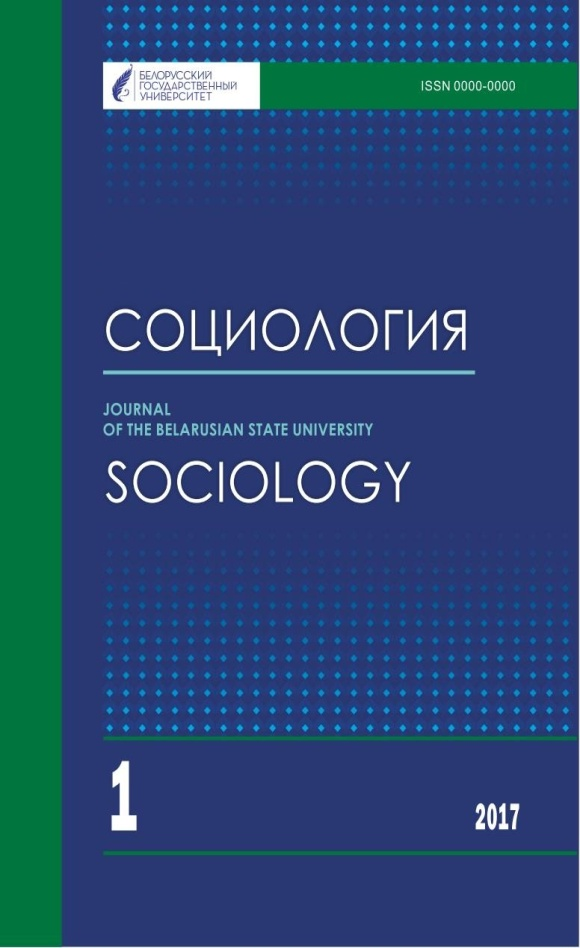 БЕЛОРУССКИЙ
ГОСУДАРСТВЕННЫЙ
УНИВЕРСИТЕТ
ISSN 0000-0000
СОЦИОЛОГИЯ
JOURNAL
OF THE BELARUSIAN STATE UNIVERSITY
SOCIOLOGY
1
2017